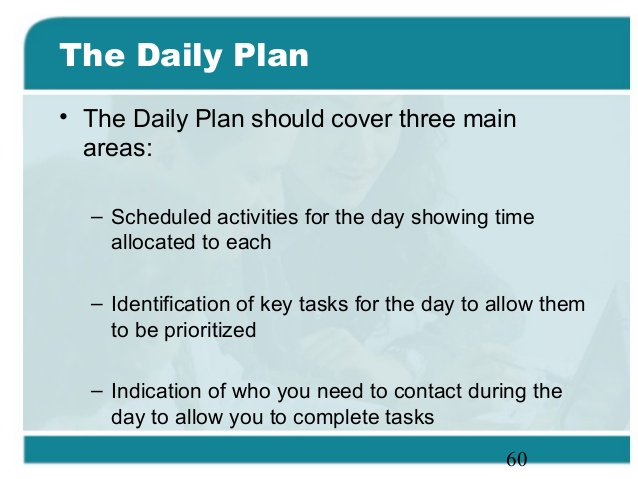 The Daily Plan
• The Daily Plan should cover three main
areas:
– Scheduled activities for the day showing time
allocated to each
– Identification of key tasks for the day to allow them
to be prioritized
– Indication of who you need to contact during the
day to allow you to complete tasks
60